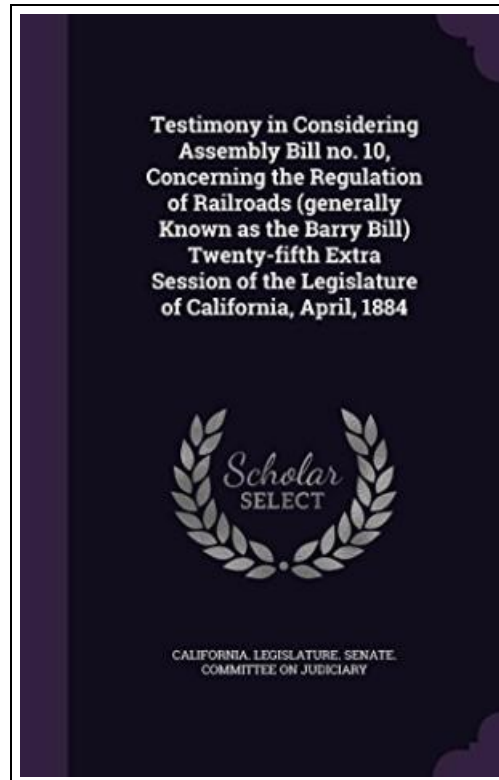 Testimony in Considering
Assembly Bill no. 10,
Concerning the Regulation
of Railroads (generally
Known as the Barry Bill)
Twenty-fifth Extra
Session of the Legislature
of California, April, 1884
Scholar
SELECT
CALIFORNIA. LEGISLATURE. SENATE.
COMMITTEE ON JUDICIARY